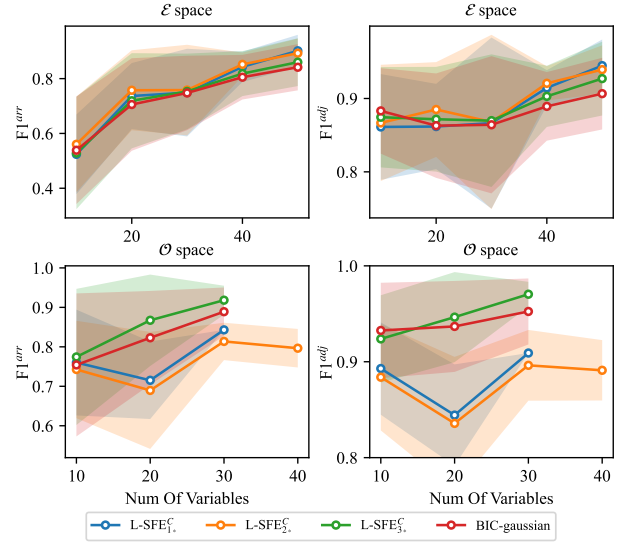 ℰ space
ℰ space
F1^{arr}
0.8
0.6
0.4
20
40
F1^{adj}
0.9
0.8
20
40
𝒪 space
𝒪 space
F1^{arr}
1.0
0.9
0.8
0.7
0.6
10
20
30
40
Num Of Variables
F1^{adj}
1.0
0.9
0.8
10
20
30
40
Num Of Variables
L-SFE^{C}_{1*} L-SFE^{C}_{2*} L-SFE^{C}_{3*} BIC-gaussian